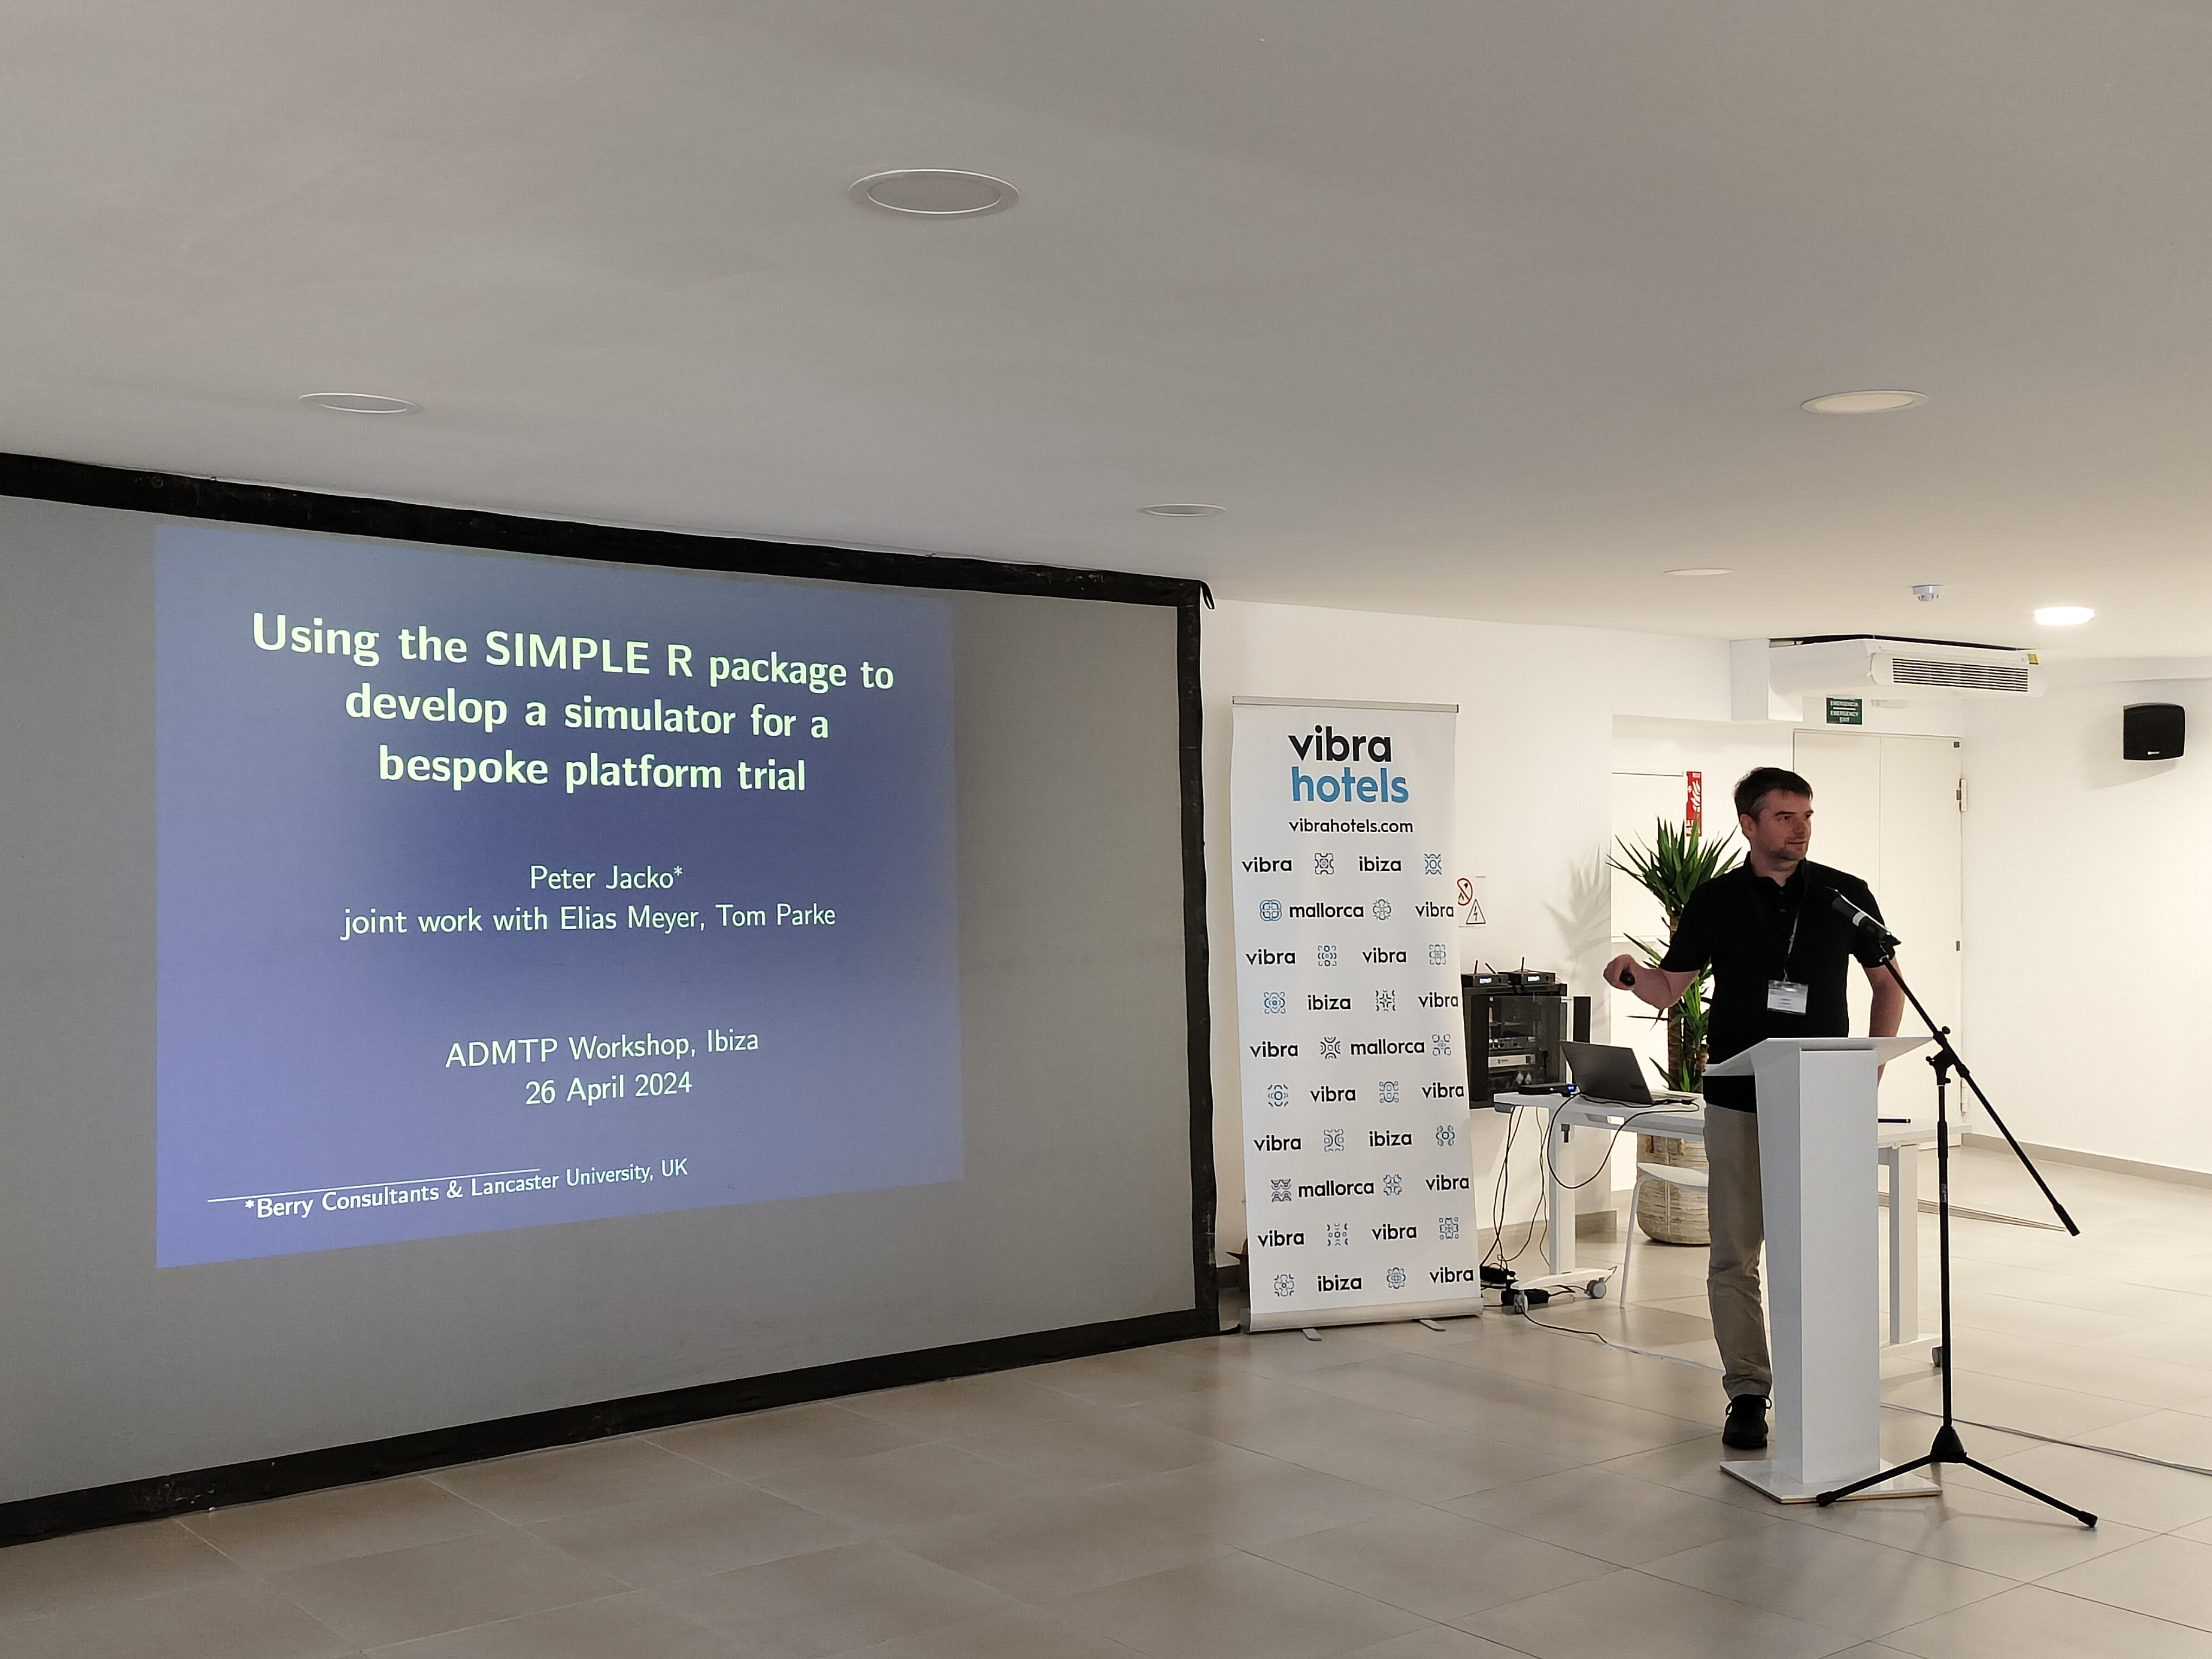 Using the SIMPLE R package to
develop a simulator for a
bespoke platform trial
Peter Jacko*
joint work with Elias Meyer, Tom Parke
ADMTP Workshop, Ibiza
26 April 2024
*Berry Consultants & Lancaster University, UK
vibra
hotels
vibrahotels.com
vibra ibiza
mallorca vibra
vibra vibra
ibiza vibra
vibra mallorca
vibra vibra
vibra ibiza
mallorca vibra
vibra vibra
ibiza vibra
EMERGENCY
EXIT